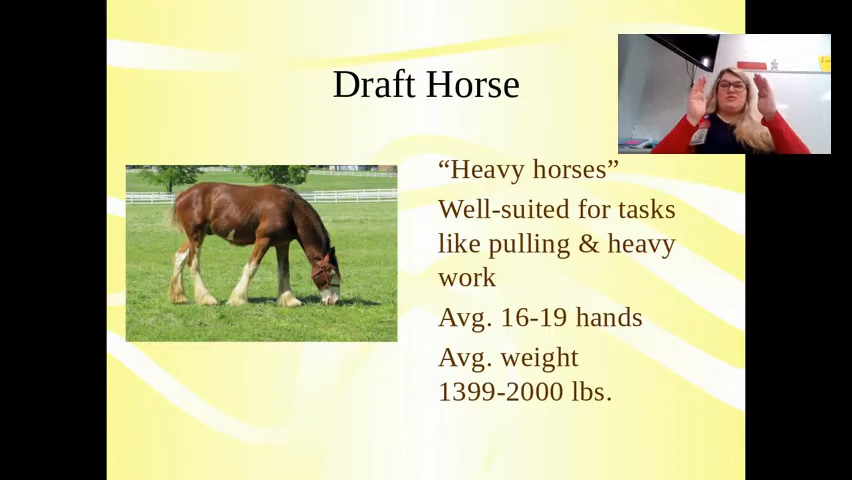 Draft Horse
“Heavy horses”
Well-suited for tasks
like pulling & heavy
work
Avg. 16-19 hands
Avg. weight
1399-2000 lbs.